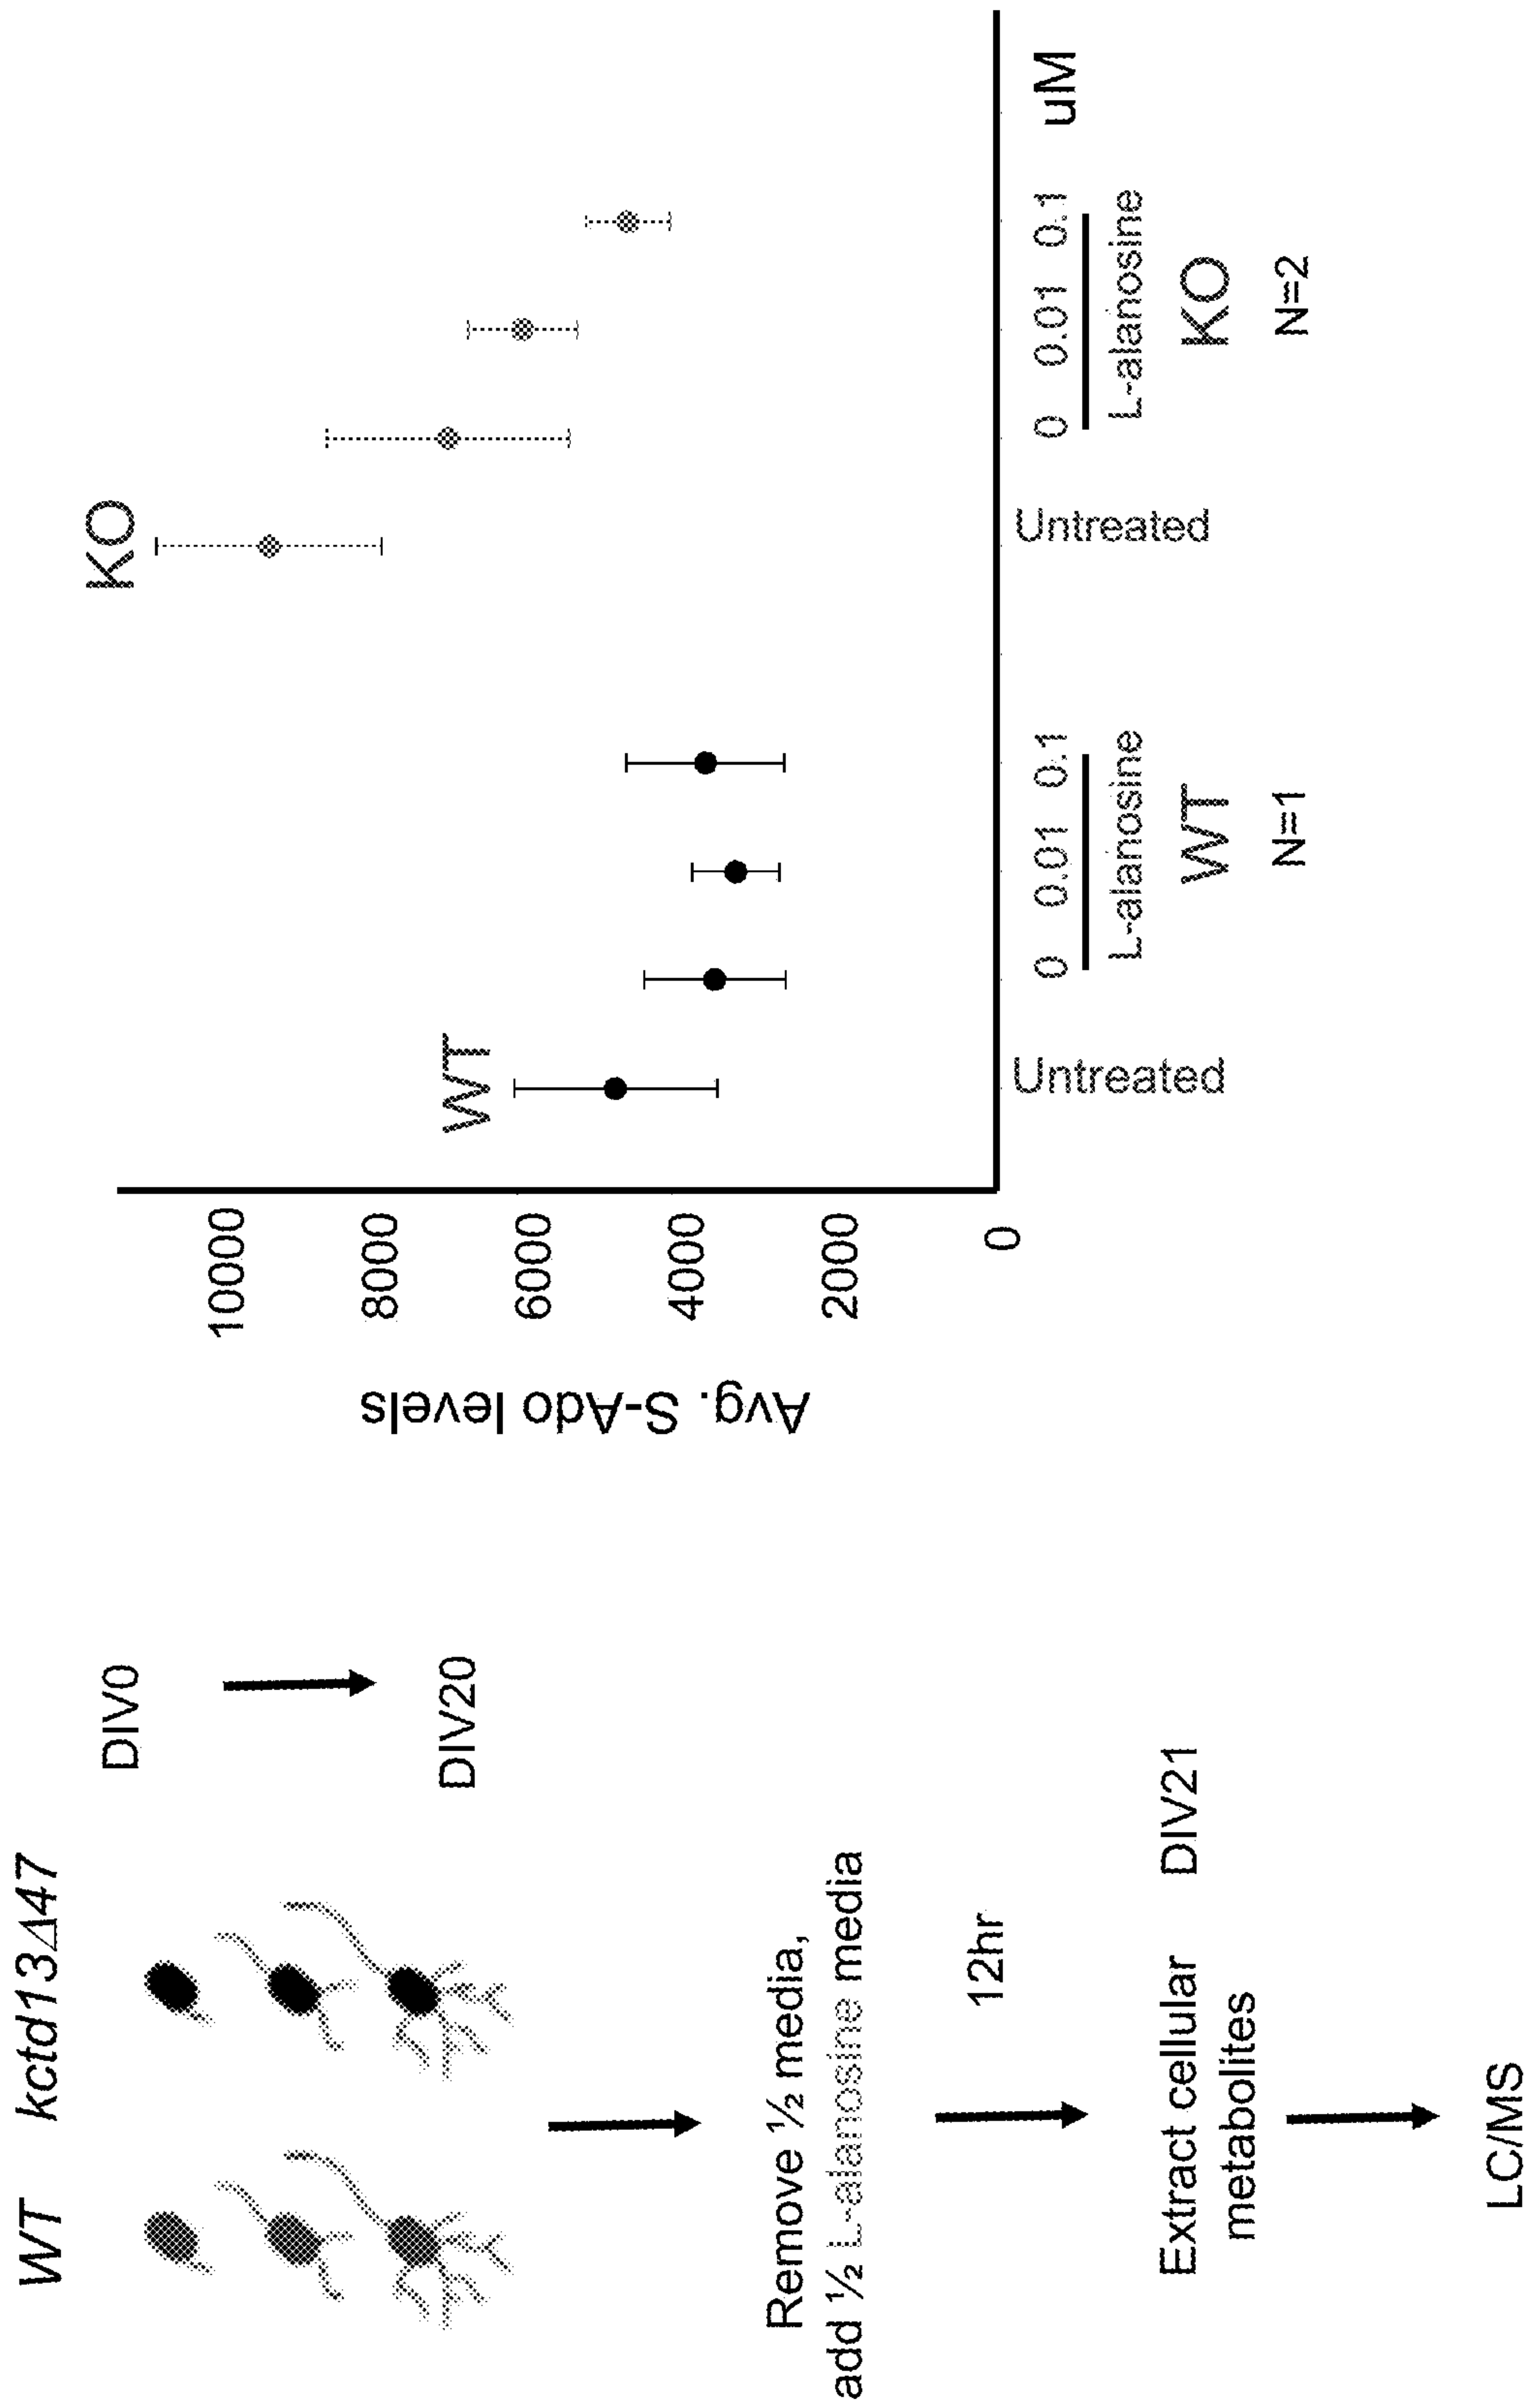 WT kctd13Δ47
DIV0
DIV20
Remove ½ media,
add ½ L-alanosine media
12hr
Extract cellular
metabolites
DIV21
LC/MS
Avg. S-Ado levels
10000
8000
6000
4000
2000
0
WT
KO
Untreated
0 0.01 0.1
L-alanosine
WT
N=1
Untreated
0 0.01 0.1
uM
L-alanosine
KO
N=2